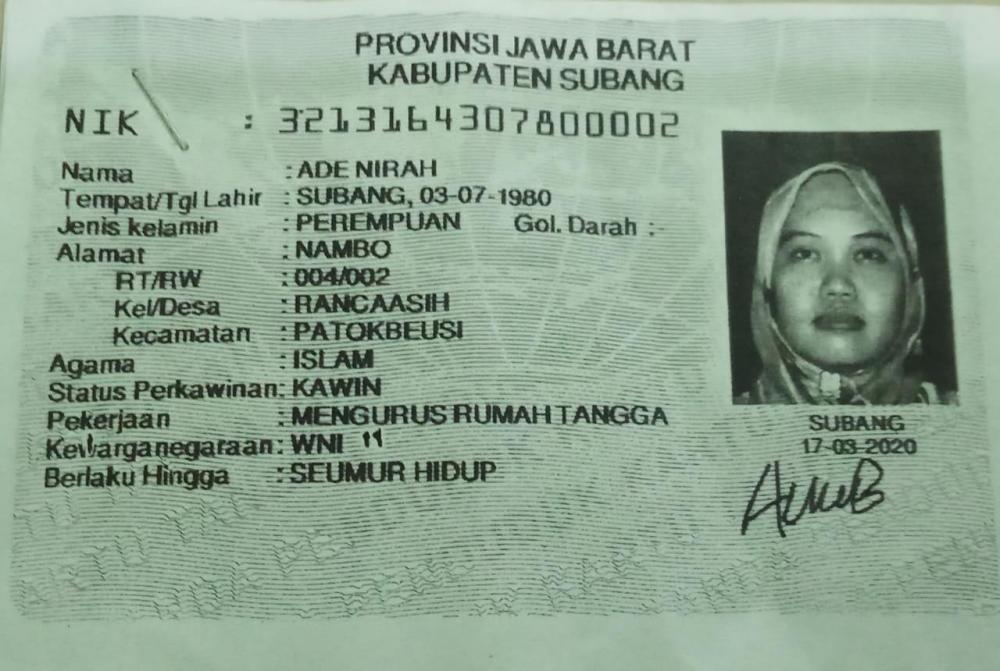 PROVINSI JAWA BARAT
KABUPATEN SUBANG
NIK : 3213164307800002
Nama : ADE NIRAH
Tempat/Tgl Lahir : SUBANG, 03-07-1980
Jenis kelamin : PEREMPUAN Gol. Darah :-
Alamat : NAMBO
RT/RW : 004/002
Kel/Desa : RANCAASIH
Kecamatan : PATOKBEUSI
Agama : ISLAM
Status Perkawinan: KAWIN
Pekerjaan : MENGURUS RUMAH TANGGA
Kewarganegaraan: WNI
Berlaku Hingga : SEUMUR HIDUP
SUBANG
17-03-2020